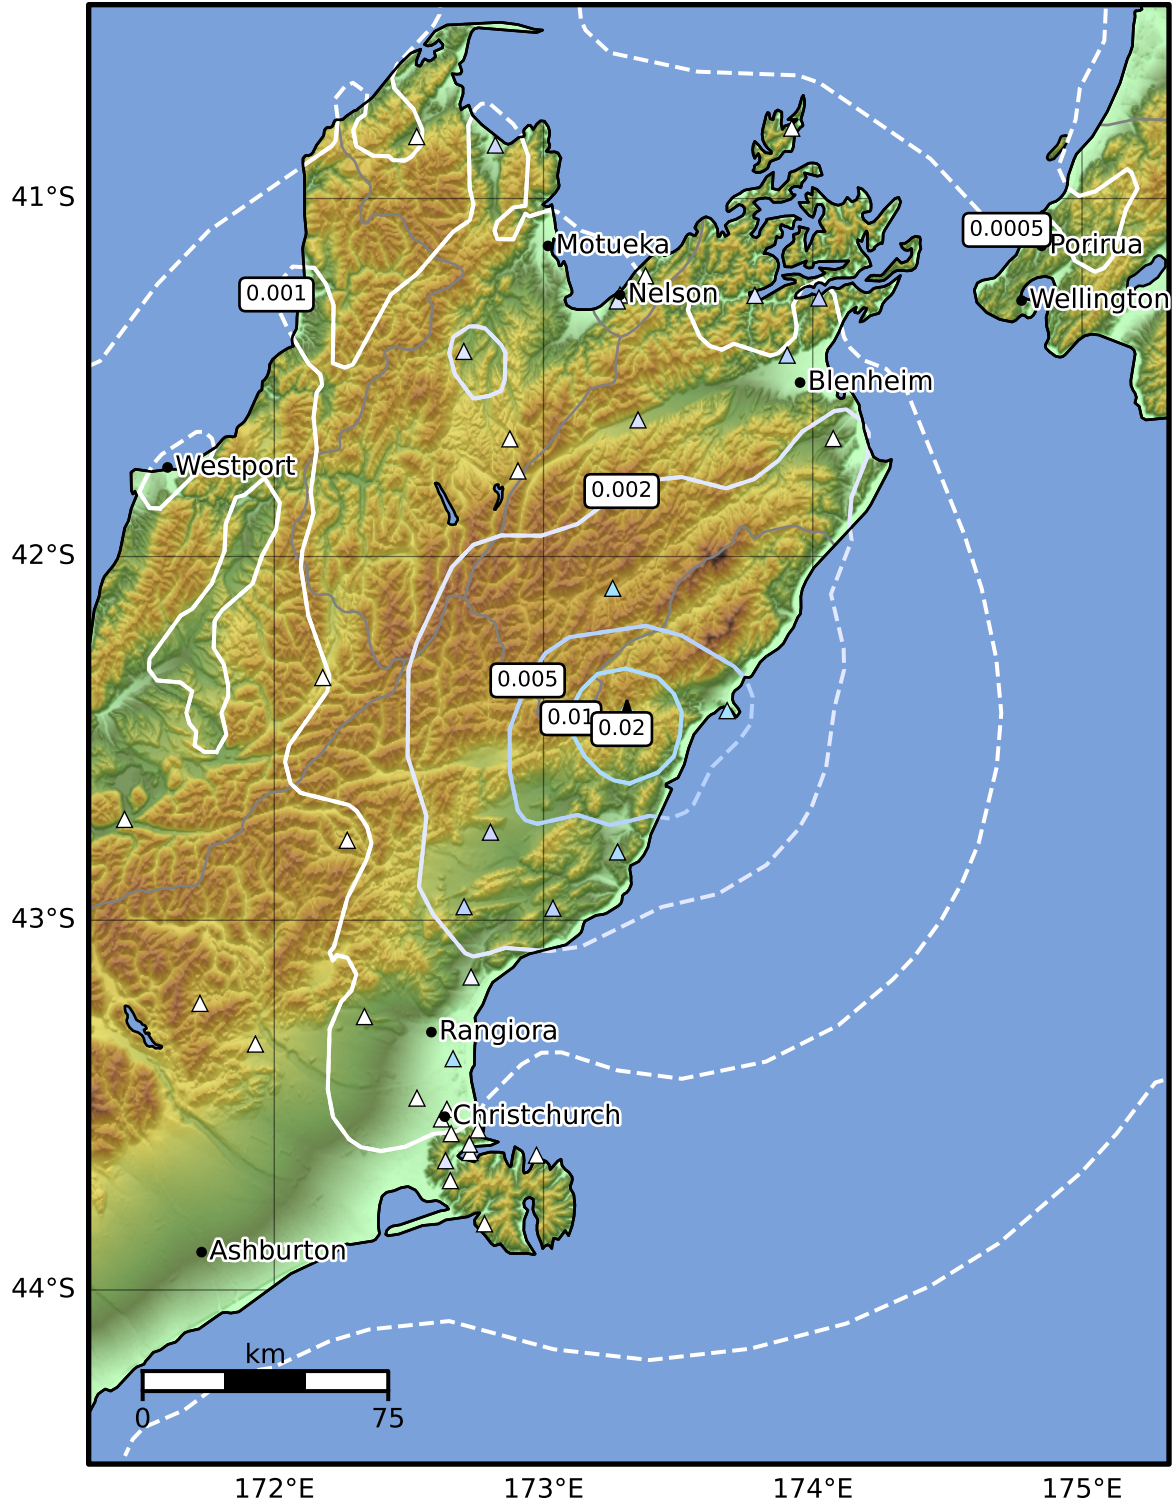 41°S
0.0005
Porirua
Motueka
0.001
Nelson
Wellington
Blenheim
Westport
0.002
42°S
0.005
0.01
0.02
43°S
Rangiora
Christchurch
Ashburton
44°S
km
0 75
172°E 173°E 174°E 175°E